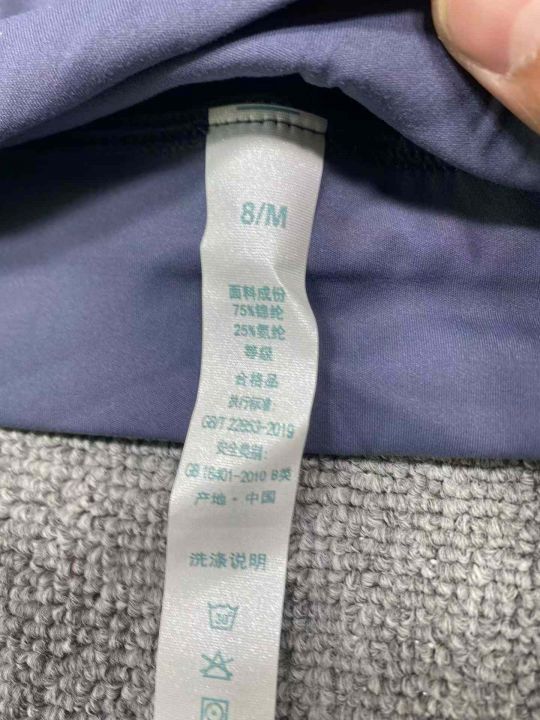 8/M
面料成份
75%锦纶
25%氨纶
等级
合格品
执行标准:
GB/T 22853-2019
安全类别:
GB 18401-2010 B类
产地·中国
洗涤说明
30